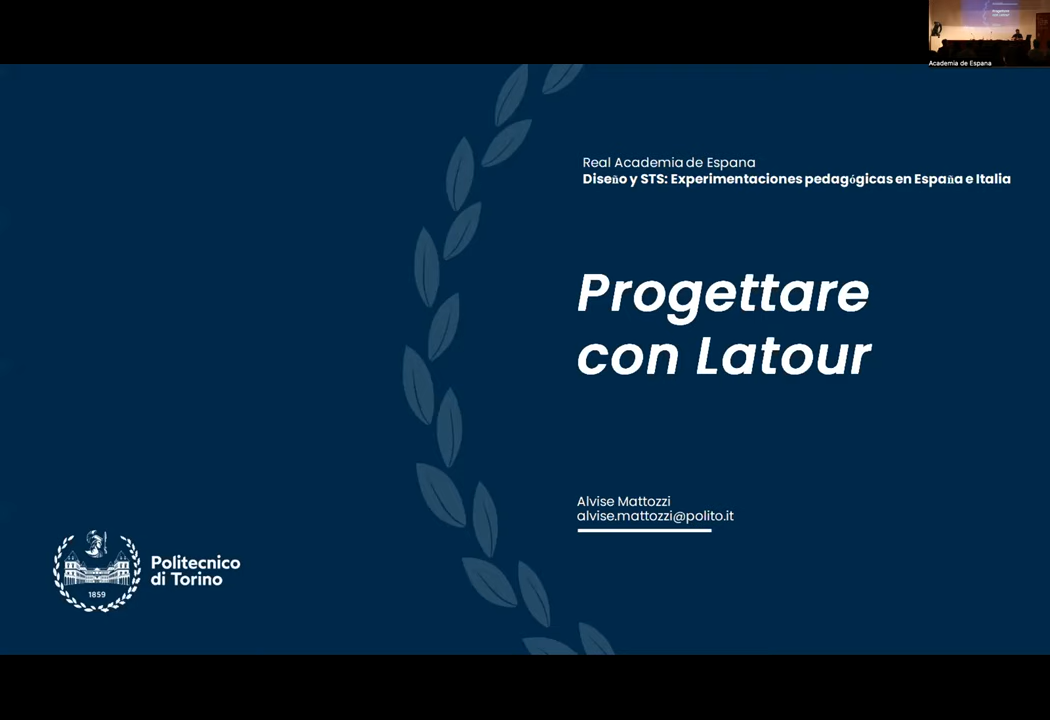 Academia de Espana
Real Academia de Espana
Diseño y STS: Experimentaciones pedagógicas en España e Italia
Progettare
con Latour
Alvise Mattozzi
alvise.mattozzi@polito.it
Politecnico
di Torino
1859